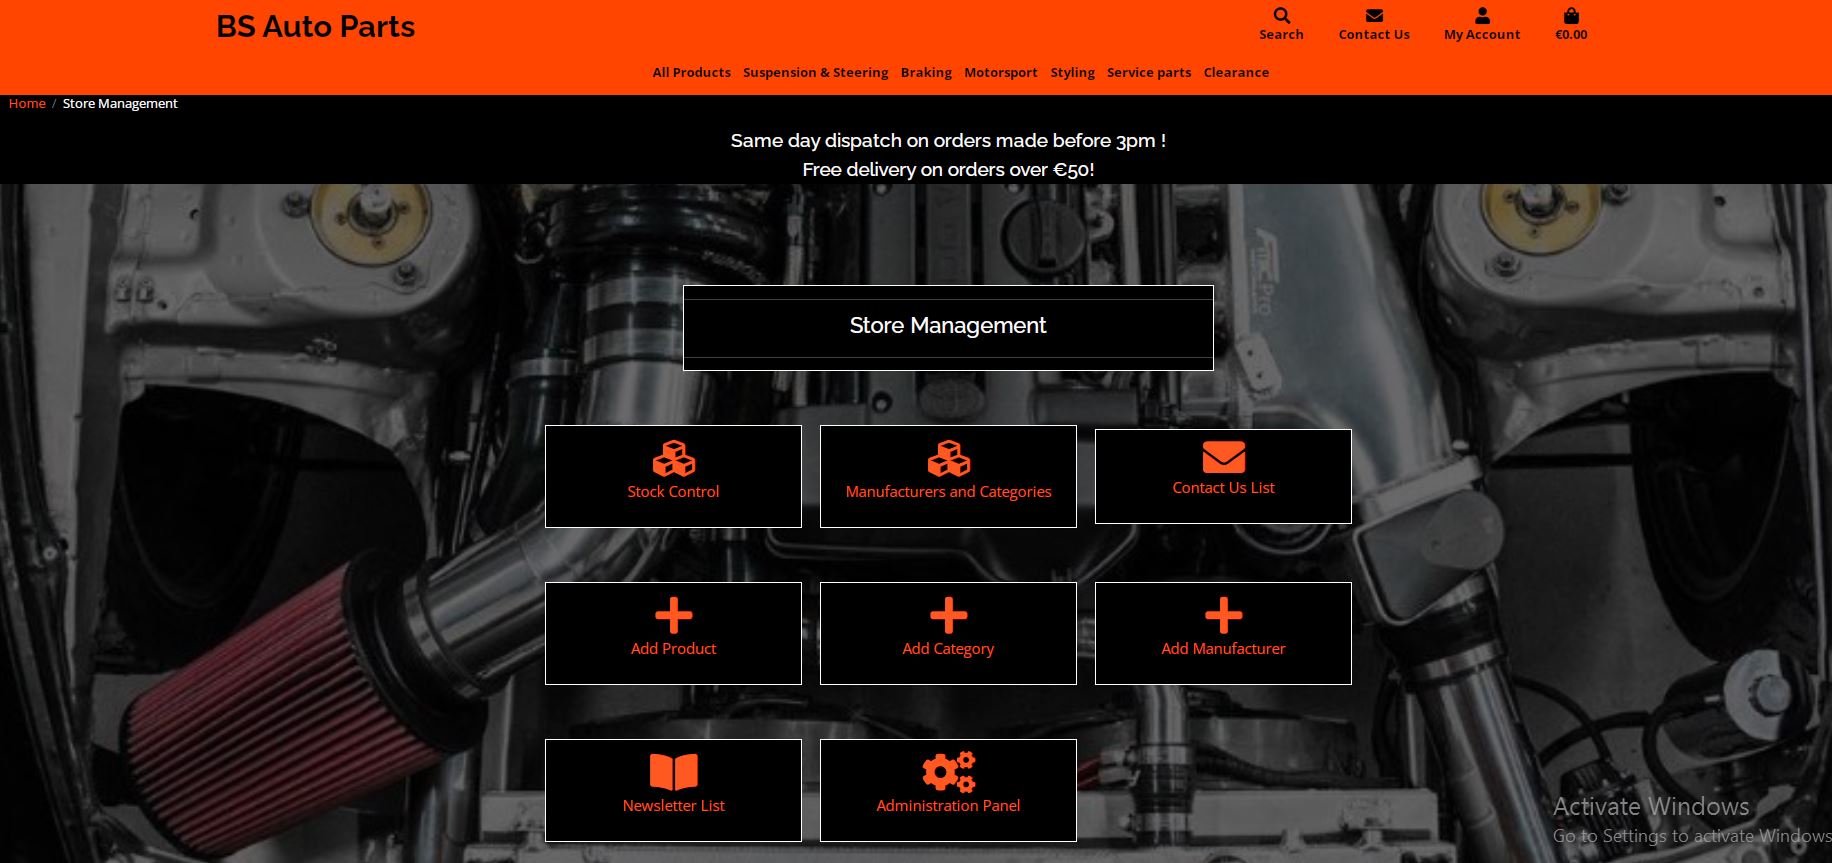 BS Auto Parts
Search Contact Us My Account €0.00
All Products Suspension & Steering Braking Motorsport Styling Service parts Clearance
Home / Store Management
Same day dispatch on orders made before 3pm !
Free delivery on orders over €50!
Store Management
Stock Control
Manufacturers and Categories
Contact Us List
Add Product
Add Category
Add Manufacturer
Newsletter List
Administration Panel
Activate Windows
Go to Settings to activate Windows